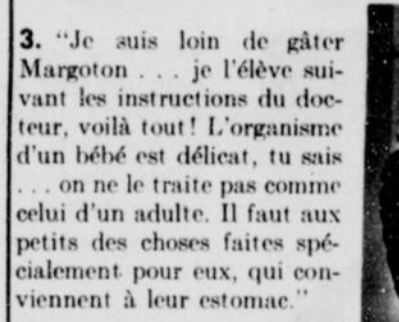 3. "Je suis loin de gâter
Margoton . . . je l'élève sui-
vant les instructions du doc-
teur, voilà tout! L'organisme
d'un bébé est délicat, tu sais
. . . on ne le traite pas comme
celui d'un adulte. Il faut aux
petits des choses faites spé-
cialement pour eux, qui con-
viennent à leur estomac."